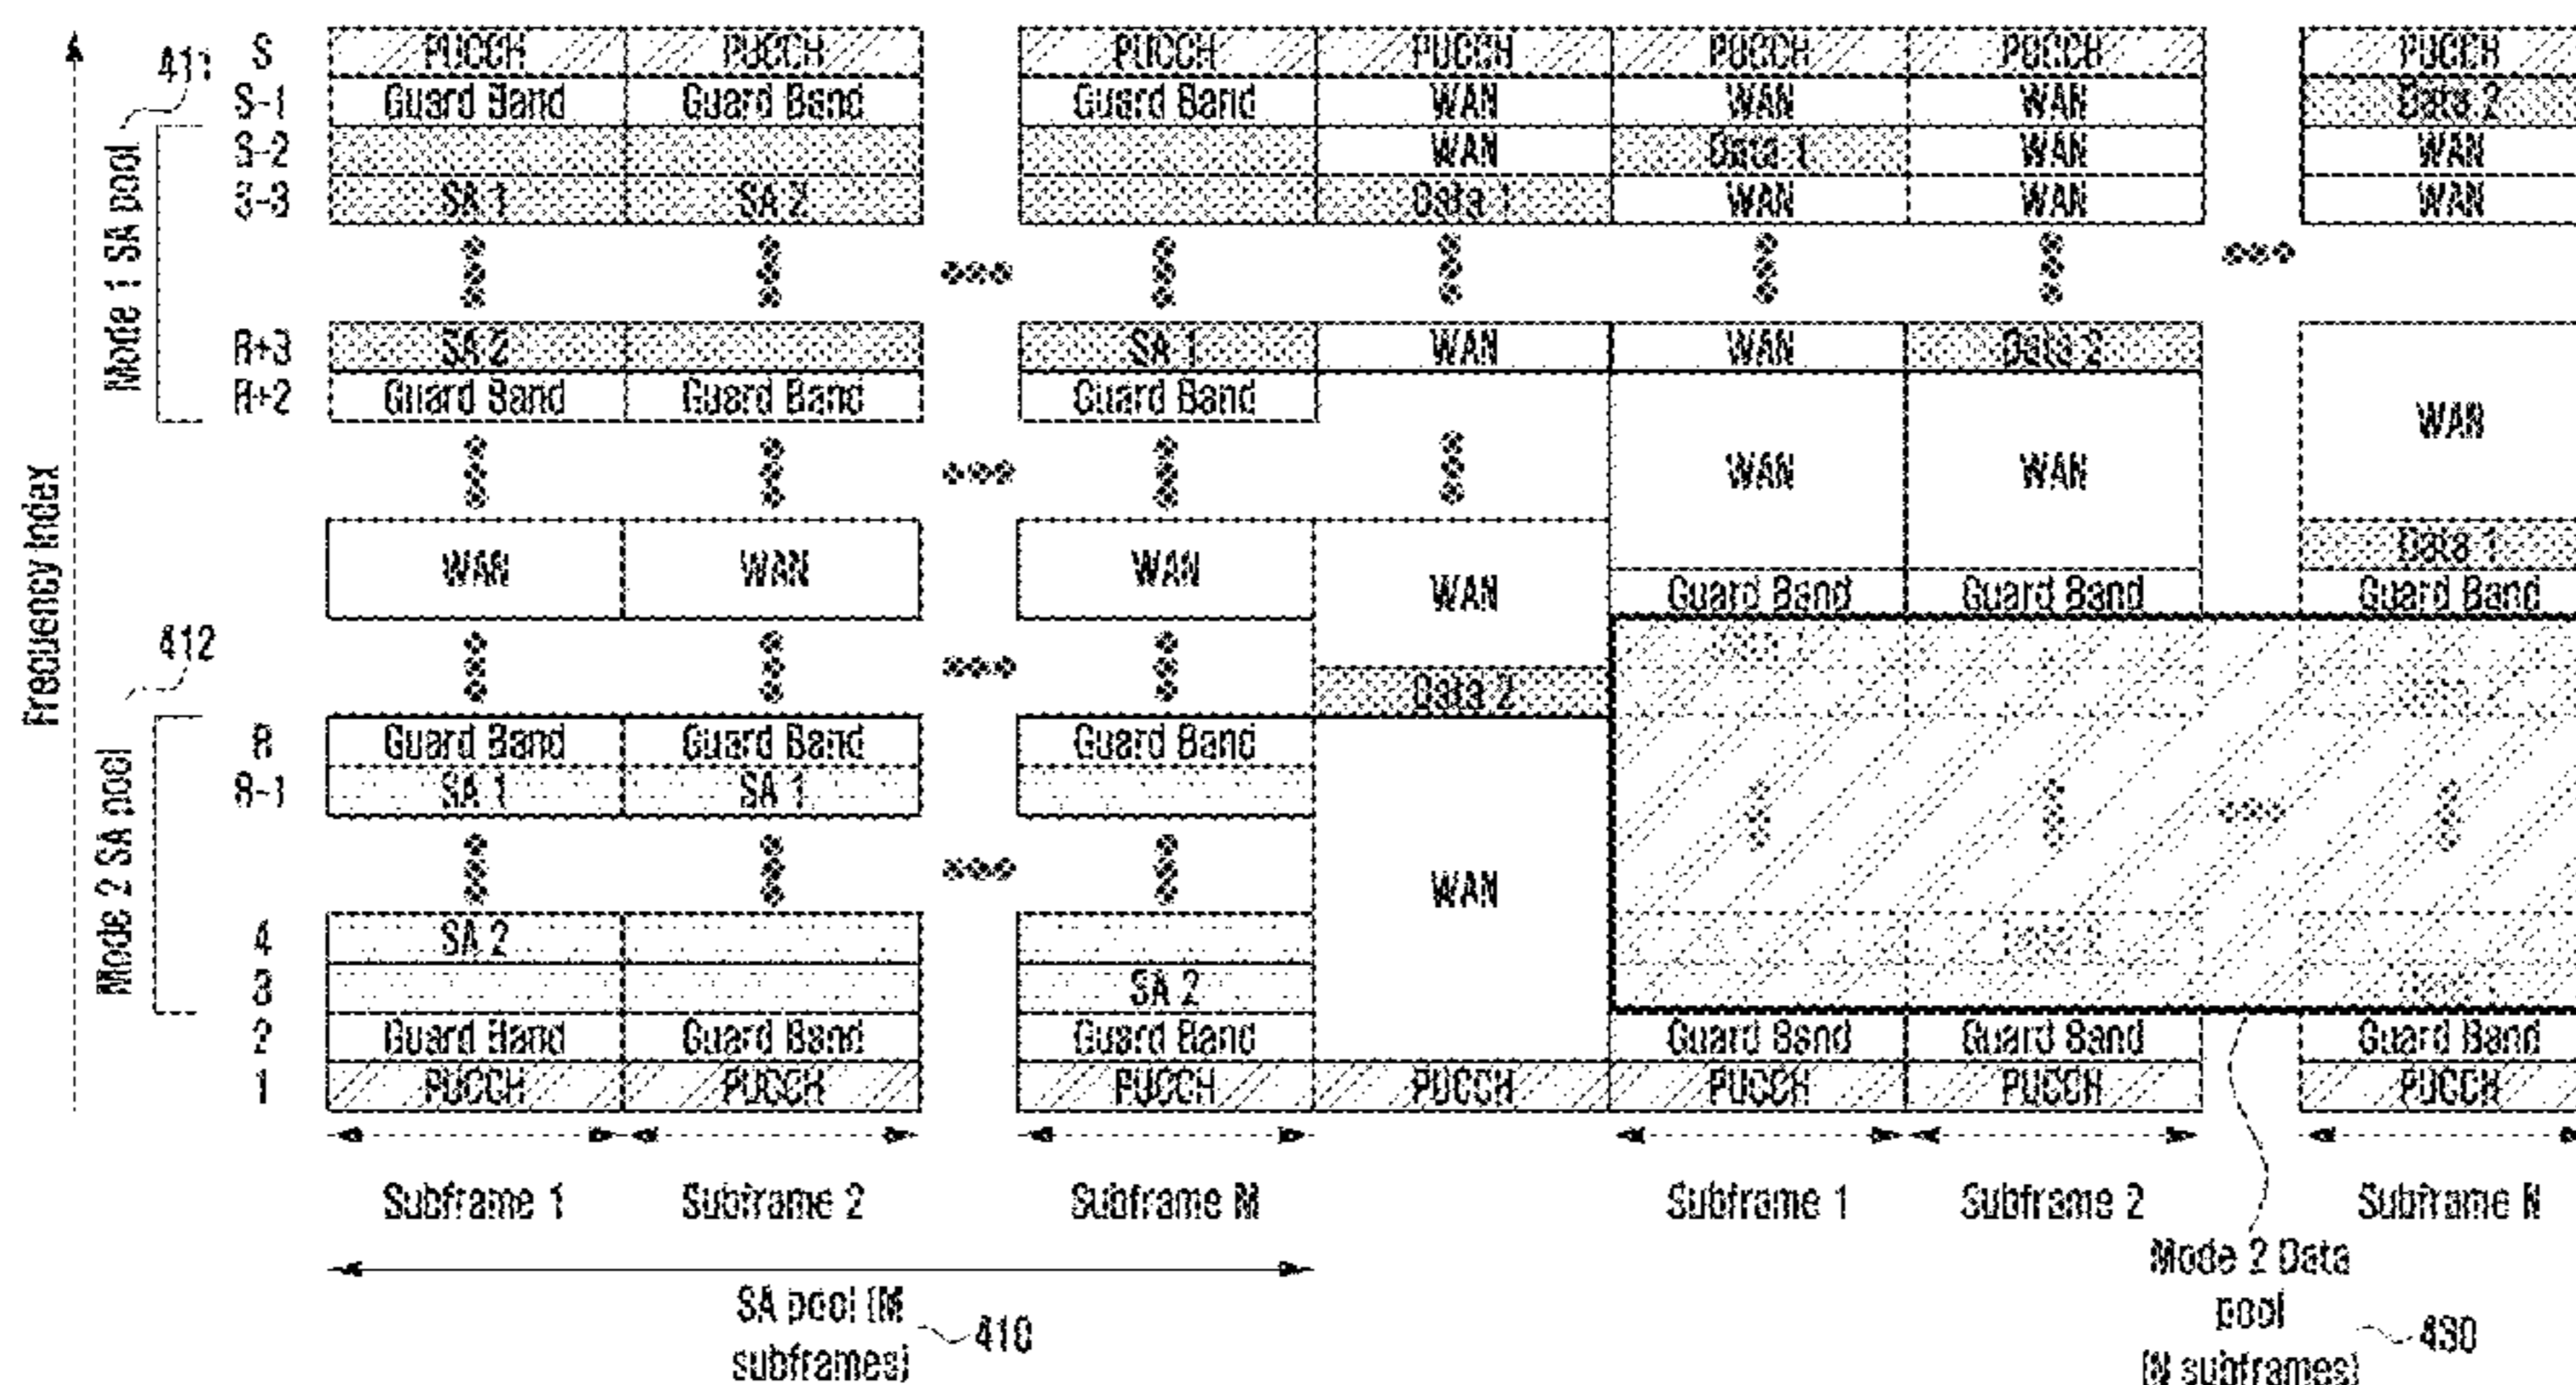 S PUCCH PUCCH PUCCH PUCCH PUCCH PUCCH PUCCH
411
S-1 Guard Band Guard Band Guard Band WAN WAN WAN Data 2
S-2 WAN Data 1 WAN WAN
S-3 SA 1 SA 2 Data 1 WAN WAN WAN
Mode 1 SA pool
R+3 SA 2 SA 1 WAN WAN Data 2
R+2 Guard Band Guard Band Guard Band
WAN WAN WAN
Frequency Index
WAN WAN WAN WAN Data 1
Guard Band Guard Band Guard Band
412
Data 2
R Guard Band Guard Band Guard Band
R-1 SA 1 SA 1
Mode 2 SA pool
WAN
4 SA 2
3 SA 2
2 Guard Band Guard Band Guard Band Guard Band Guard Band Guard Band
1 PUCCH PUCCH PUCCH PUCCH PUCCH PUCCH PUCCH
Subframe 1 Subframe 2 Subframe M Subframe 1 Subframe 2 Subframe N
SA pool (M
subframes)
410
Mode 2 Data
pool
(N subframes)
430